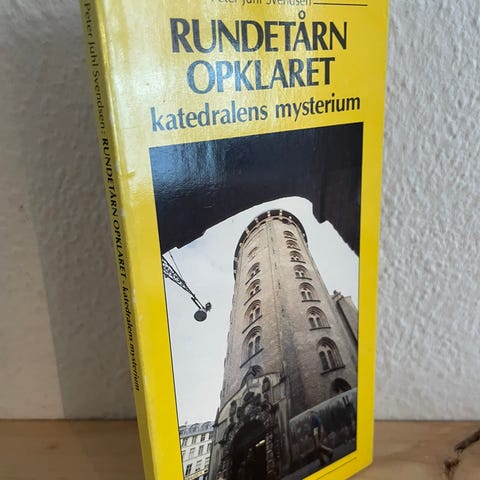 Peter Juhl Svendsen
RUNDETÅRN
OPKLARET
katedralens mysterium
Peter Juhl Svendsen: RUNDETÅRN OPKLARET - katedralens mysterium